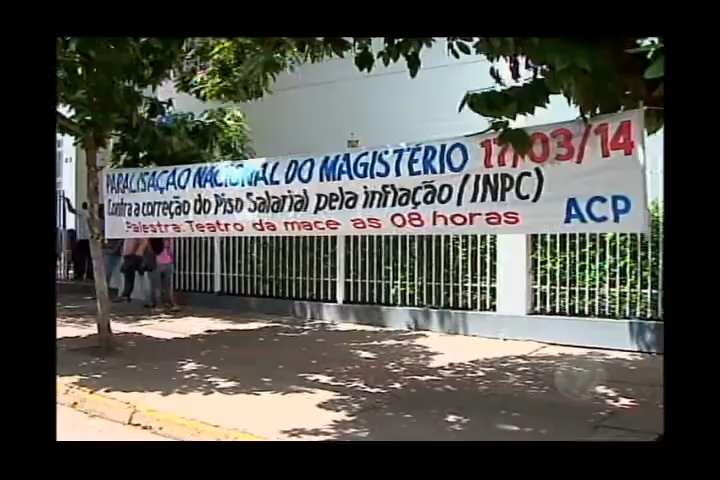 PARALISAÇÃO NACIONAL DO MAGISTÉRIO 17/03/14
Contra a correção do Piso Salarial pela inflação (INPC)
Palestra. Teatro da mace as 08 horas
ACP